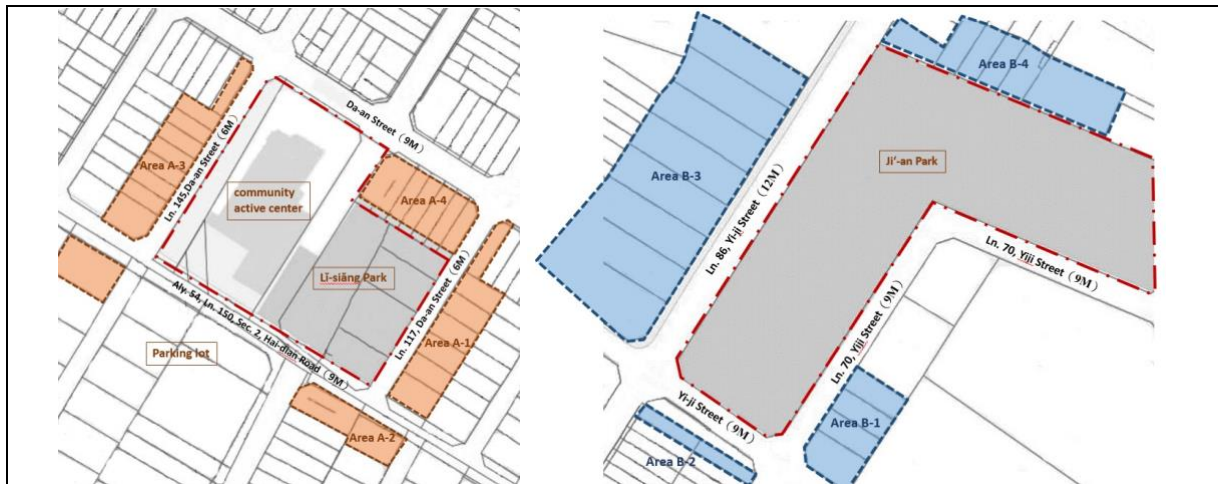 Da-an Street（9M）
Area A-3
Ln. 145,Da-an Street（6M）
community
active center
Area A-4
Lī-siǎng Park
Ln. 117, Da-an Street（6M）
Area A-1
Aly. 54, Ln. 150, Sec. 2, Hai-dian Road（9M）
Parking lot
Area A-2
Area B-4
Ji'-an Park
Area B-3
Ln. 86, Yi-ji Street（12M）
Ln. 70, Yiji Street（9M）
Ln. 70, Yiji Street（9M）
Yi-ji Street（9M）
Area B-1
Area B-2